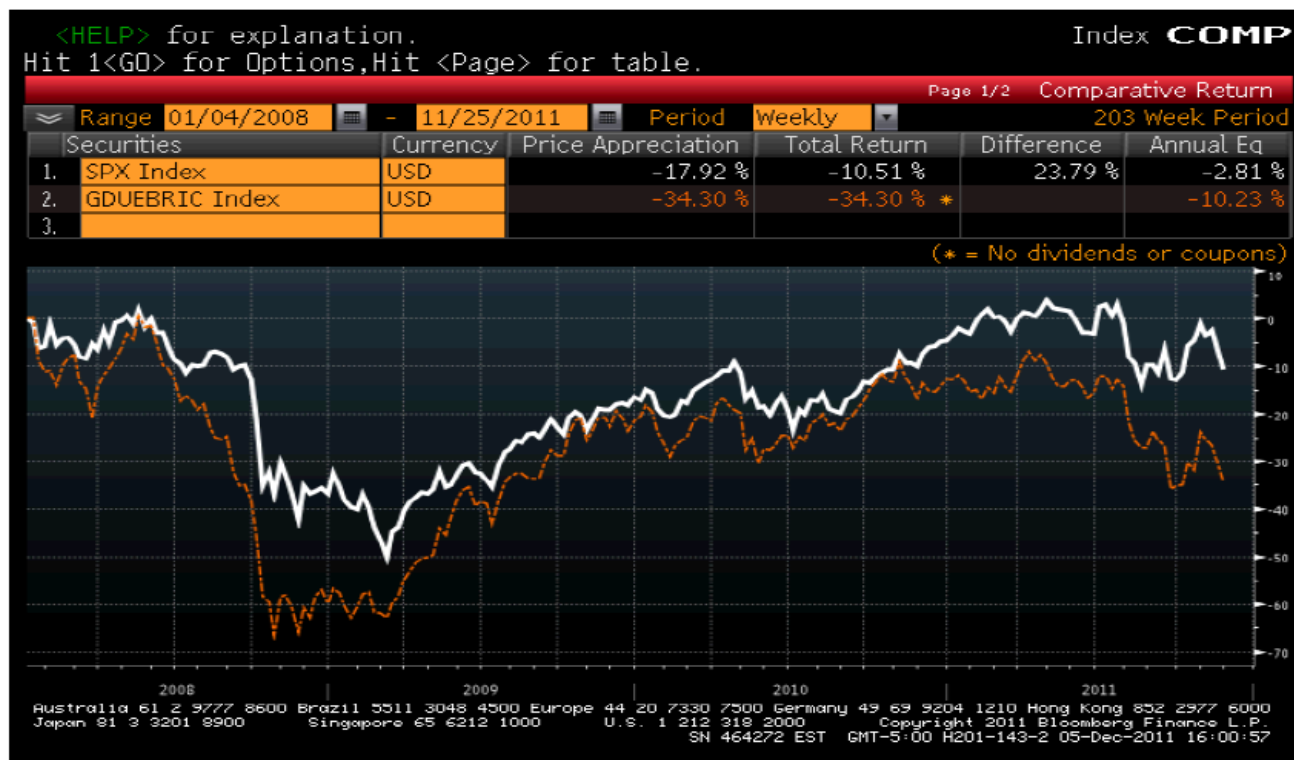 <HELP> for explanation. Index COMP
Hit 1<GO> for Options,Hit <Page> for table.
Page 1/2 Comparative Return
Range 01/04/2008 - 11/25/2011 Period Weekly 203 Week Period
Securities Currency Price Appreciation Total Return Difference Annual Eq
1. SPX Index USD -17.92 % -10.51 % 23.79 % -2.81 %
2. GDUEBRIC Index USD -34.30 % -34.30 % * -10.23 %
3.
(* = No dividends or coupons)
10
0
-10
-20
-30
-40
-50
-60
-70
2008 2009 2010 2011
Australia 61 2 9777 8600 Brazil 5511 3048 4500 Europe 44 20 7330 7500 Germany 49 69 9204 1210 Hong Kong 852 2977 6000
Japan 81 3 3201 8900 Singapore 65 6212 1000 U.S. 1 212 318 2000 Copyright 2011 Bloomberg Finance L.P.
SN 464272 EST GMT-5:00 H201-143-2 05-Dec-2011 16:00:57